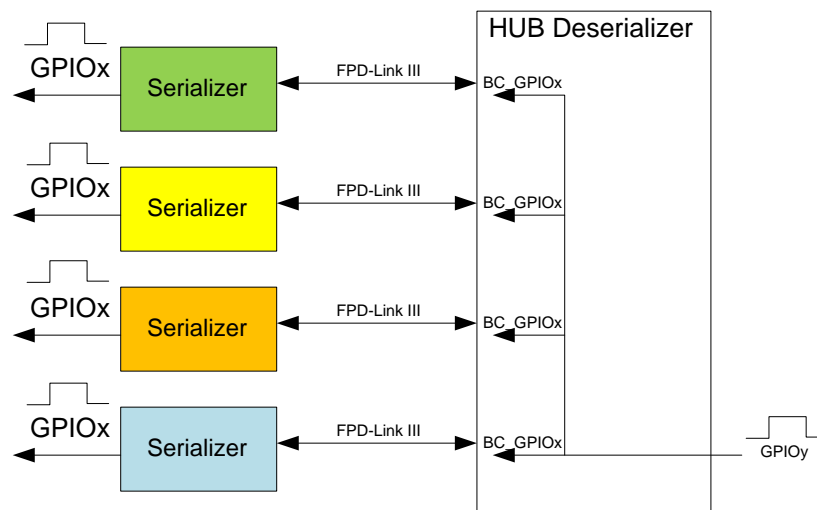 HUB Deserializer
GPIOx
Serializer
FPD-Link III
BC_GPIOx
GPIOx
Serializer
FPD-Link III
BC_GPIOx
GPIOx
Serializer
FPD-Link III
BC_GPIOx
GPIOx
Serializer
FPD-Link III
BC_GPIOx
GPIOy